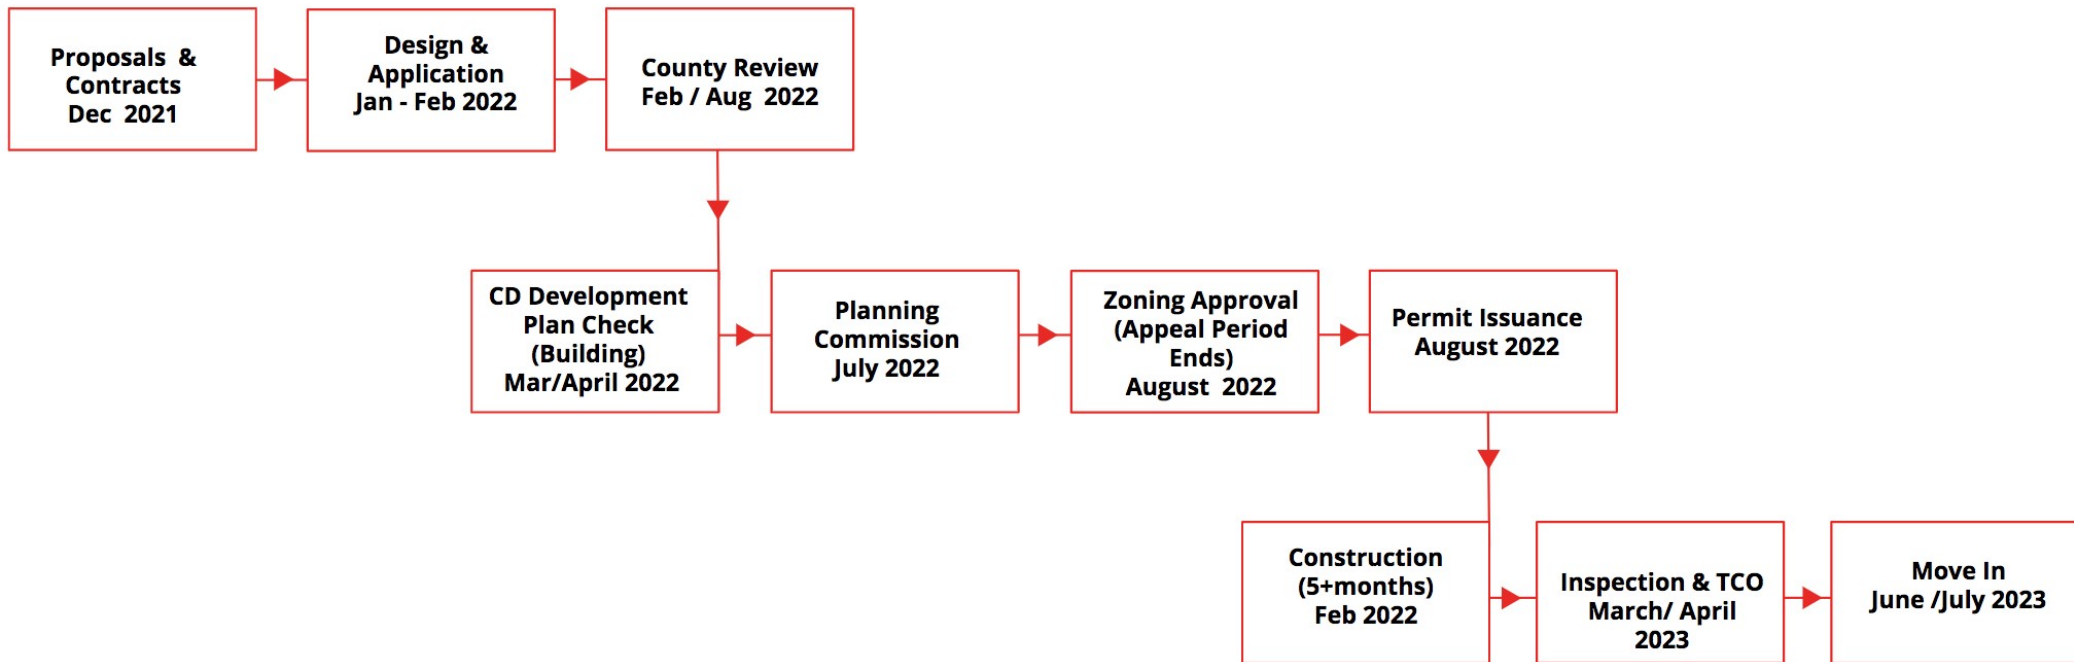 Proposals &
Contracts
Dec 2021
Design &
Application
Jan - Feb 2022
County Review
Feb / Aug 2022
CD Development
Plan Check
(Building)
Mar/April 2022
Planning
Commission
July 2022
Zoning Approval
(Appeal Period
Ends)
August 2022
Permit Issuance
August 2022
Construction
(5+months)
Feb 2022
Inspection & TCO
March/ April
2023
Move In
June /July 2023